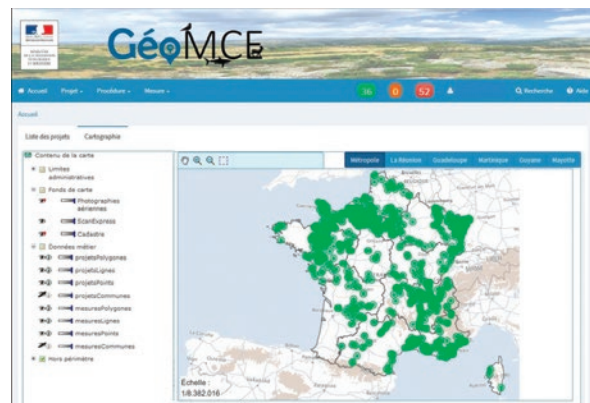 GéoMCE
Accueil Projet Procédure Mesure 36 0 52 Recherche Aide
Accueil
Liste des projets Cartographie
Contenu de la carte
Limites
administratives
Fonds de carte
Photographies
aériennes
ScanExpress
Cadastre
Données métier
projetsPolygones
projetsLignes
projetsPoints
projetsCommunes
mesuresPolygones
mesuresLignes
mesuresPoints
mesuresCommunes
Hors périmètre
Métropole La Réunion Guadeloupe Martinique Guyane Mayotte
Échelle :
1/8.382.016